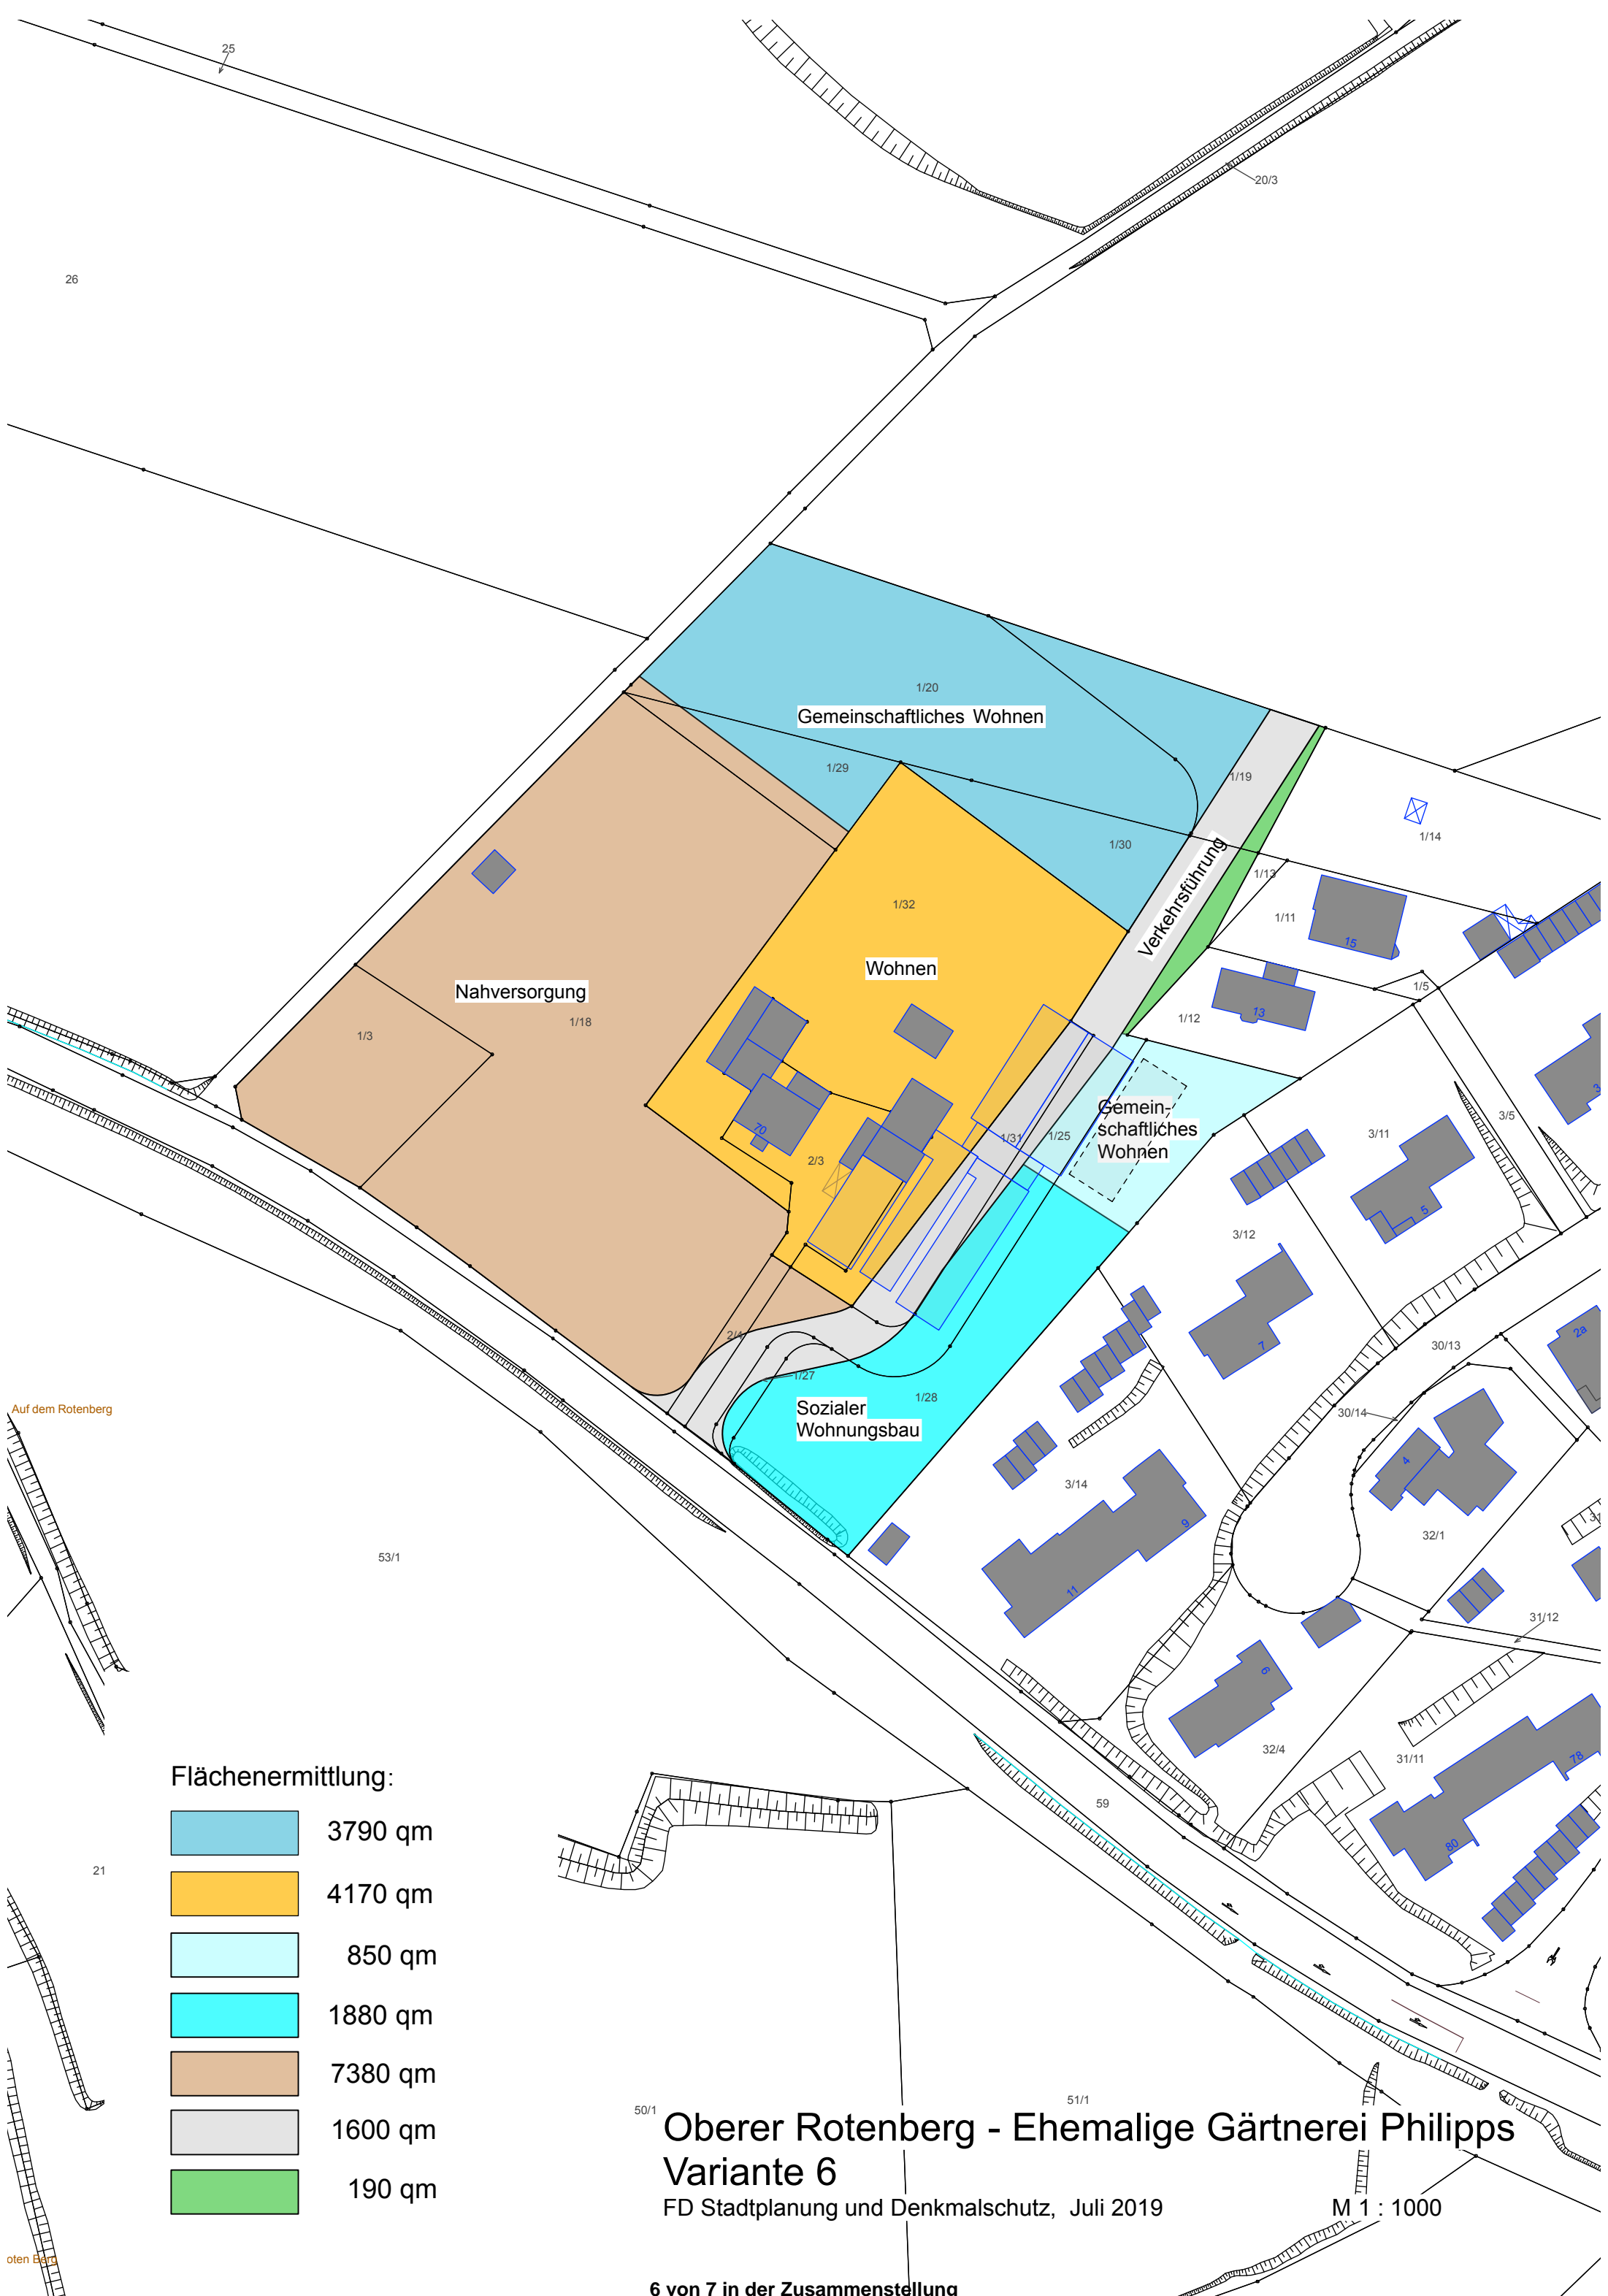 25
20/3
26
1/20
Gemeinschaftliches Wohnen
1/29
1/19
1/30
1/14
Verkehrsführung
1/13
1/32
1/11
15
Wohnen
Nahversorgung
1/5
1/18
1/12
13
1/3
3
Gemein-
schaftliches
Wohnen
3/5
70
1/31
1/25
3/11
2/3
5
3/12
2/4
7
30/13
2a
1/27
1/28
Sozialer
Wohnungsbau
30/14
Auf dem Rotenberg
4
3/14
9
32/1
53/1
11
31/12
6
32/4
31/11
78
59
80
Flächenermittlung:
3790 qm
4170 qm
850 qm
1880 qm
7380 qm
1600 qm
190 qm
21
50/1
51/1
Oberer Rotenberg - Ehemalige Gärtnerei Philipps
Variante 6
FD Stadtplanung und Denkmalschutz, Juli 2019
M 1 : 1000
oten Berg
6 von 7 in der Zusammenstellung